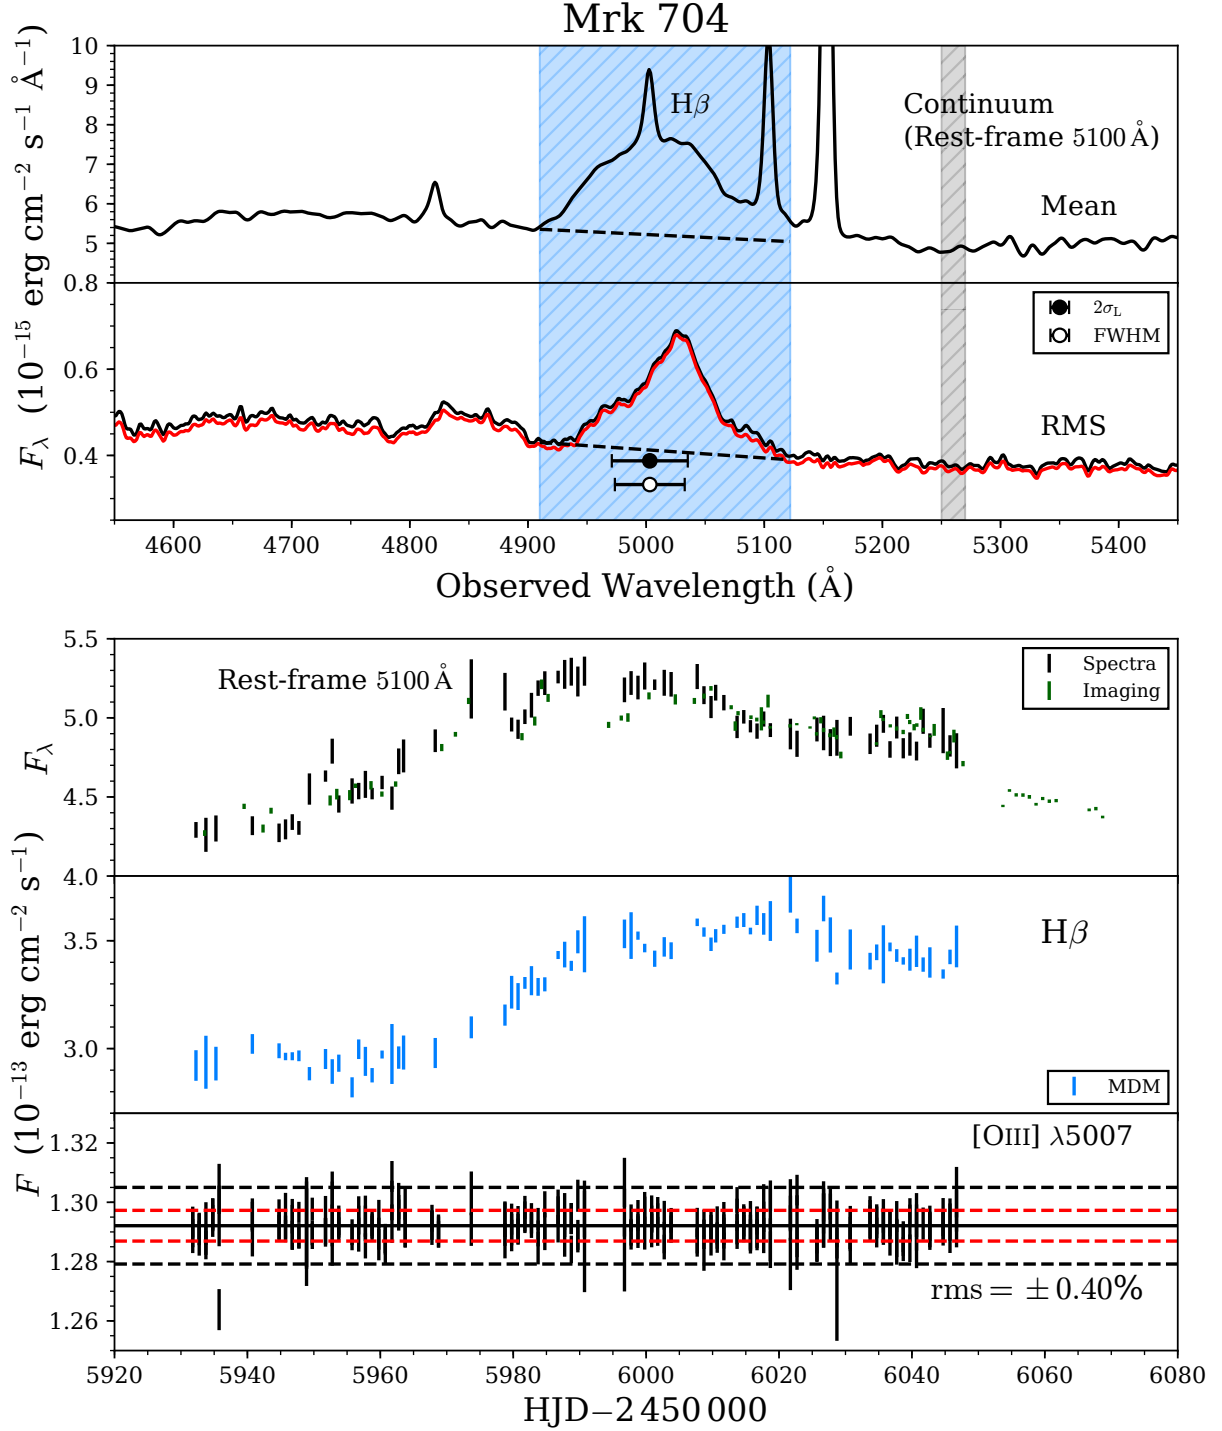 Mrk 704
10
9
8
7
6
5
Hβ
Continuum
(Rest-frame 5100 Å)
Mean
0.8
0.6
0.4
2σL
FWHM
RMS
Fλ (10−15 erg cm−2 s−1 Å−1)
4600 4700 4800 4900 5000 5100 5200 5300 5400
Observed Wavelength (Å)
5.5
5.0
4.5
4.0
Rest-frame 5100 Å
Spectra
Imaging
Fλ
3.5
3.0
Hβ
MDM
F (10−13 erg cm−2 s−1)
1.32
1.30
1.28
1.26
[OIII] λ5007
rms = ±0.40%
5920 5940 5960 5980 6000 6020 6040 6060 6080
HJD−2 450 000